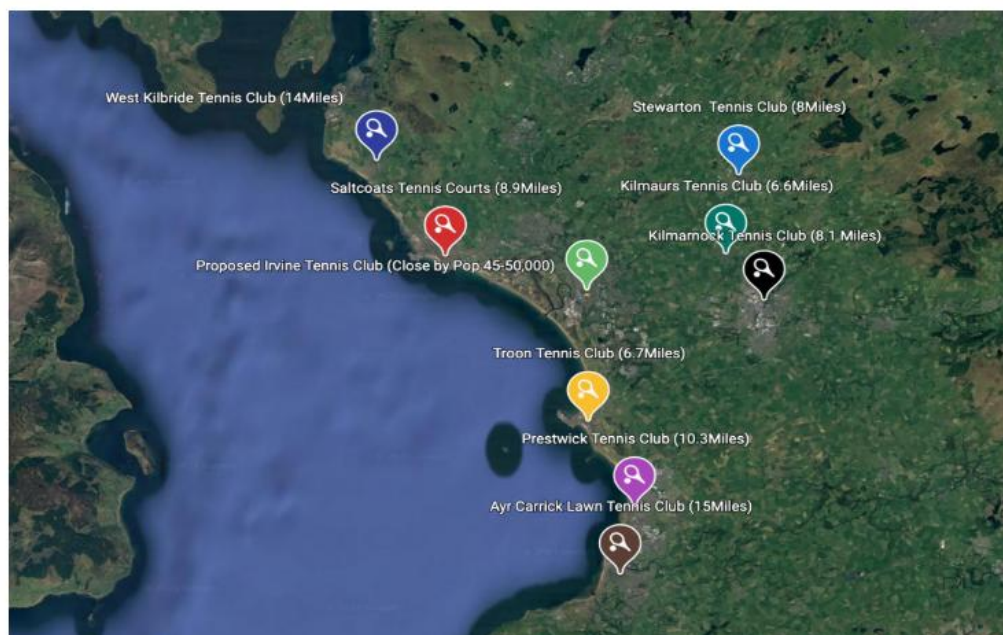 West Kilbride Tennis Club (14Miles)
Stewarton  Tennis Club (8Miles)
Saltcoats Tennis Courts (8.9Miles)
Kilmaurs Tennis Club (6.6Miles)
Kilmarnock Tennis Club (8.1 Miles)
Proposed Irvine Tennis Club (Close by Pop.45-50,000)
Troon Tennis Club (6.7Miles)
Prestwick Tennis Club (10.3Miles)
Ayr Carrick Lawn Tennis Club (15Miles)